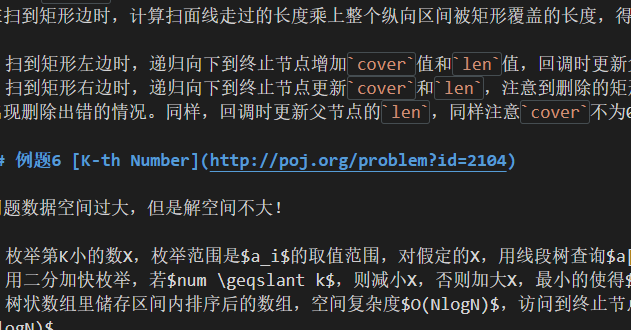 扫到矩形边时，计算扫面线走过的长度乘上整个纵向区间被矩形覆盖的长度，得
扫到矩形左边时，递归向下到终止节点增加`cover`值和`len`值，回调时更新
扫到矩形右边时，递归向下到终止节点更新`cover`和`len`，注意到删除的矩
现删除出错的情况。同样，回调时更新父节点的`len`，同样注意`cover`不为0
# 例题6 [K-th Number](http://poj.org/problem?id=2104)
题数据空间过大，但是解空间不大！
枚举第K小的数X，枚举范围是$a_i$的取值范围，对假定的X，用线段树查询$a[
用二分加快枚举，若$num \geqslant k$，则减小X，否则加大X，最小的使得$
树状数组里储存区间内排序后的数组，空间复杂度$O(NlogN)$，访问到终止节
logN)$